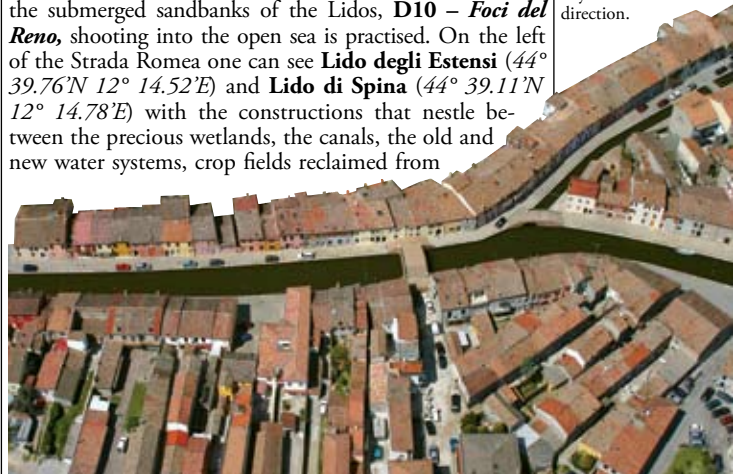 the submerged sandbanks of the Lidos, D10 – Foci del
Reno, shooting into the open sea is practised. On the left
of the Strada Romea one can see Lido degli Estensi (44°
39.76’N 12° 14.52’E) and Lido di Spina (44° 39.11’N
12° 14.78’E) with the constructions that nestle be-
tween the precious wetlands, the canals, the old and
new water systems, crop fields reclaimed from
direction.